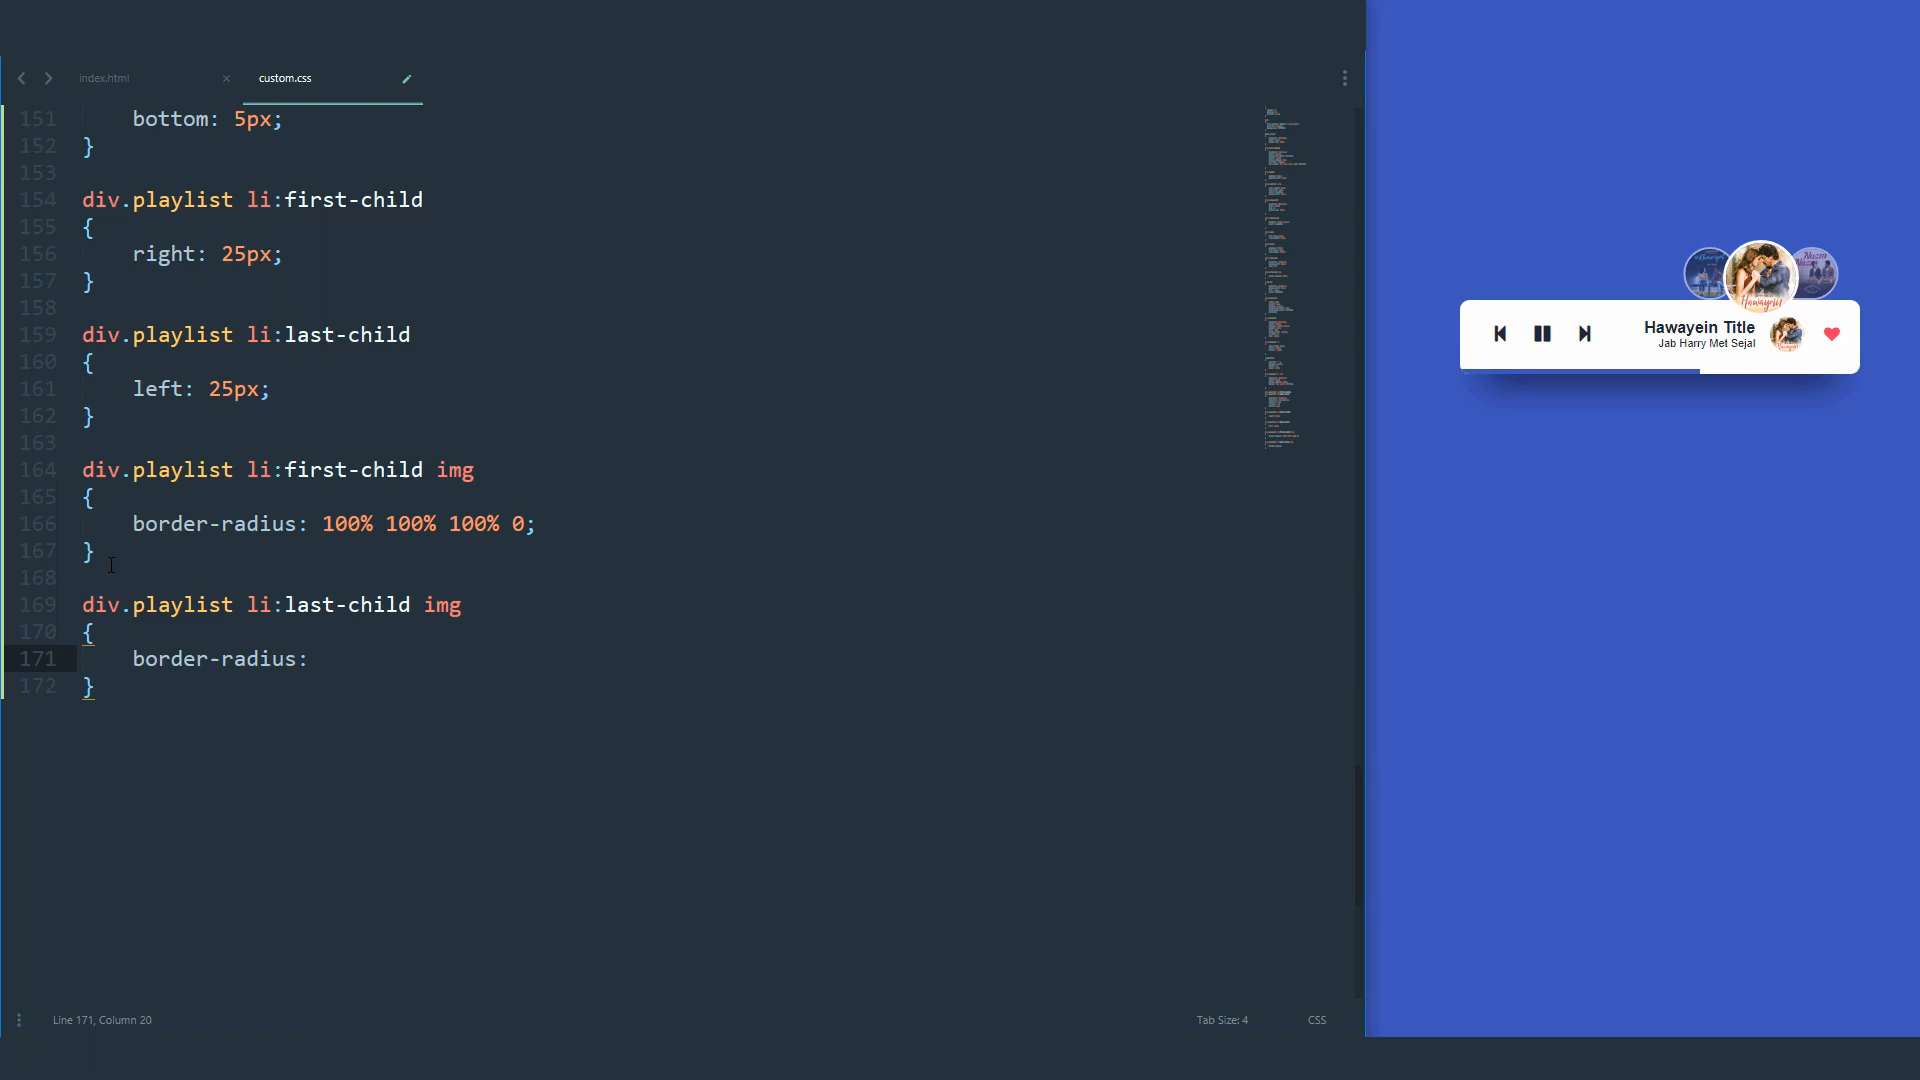 index.html
custom.css
151 bottom: 5px;
152 }
153
154 div.playlist li:first-child
155 {
156 right: 25px;
157 }
158
159 div.playlist li:last-child
160 {
161 left: 25px;
162 }
163
164 div.playlist li:first-child img
165 {
166 border-radius: 100% 100% 100% 0;
167 }
168
169 div.playlist li:last-child img
170 {
171 border-radius:
172 }
Line 171, Column 20
Tab Size: 4
CSS
Hawayein
Hawayein Title
Jab Harry Met Sejal